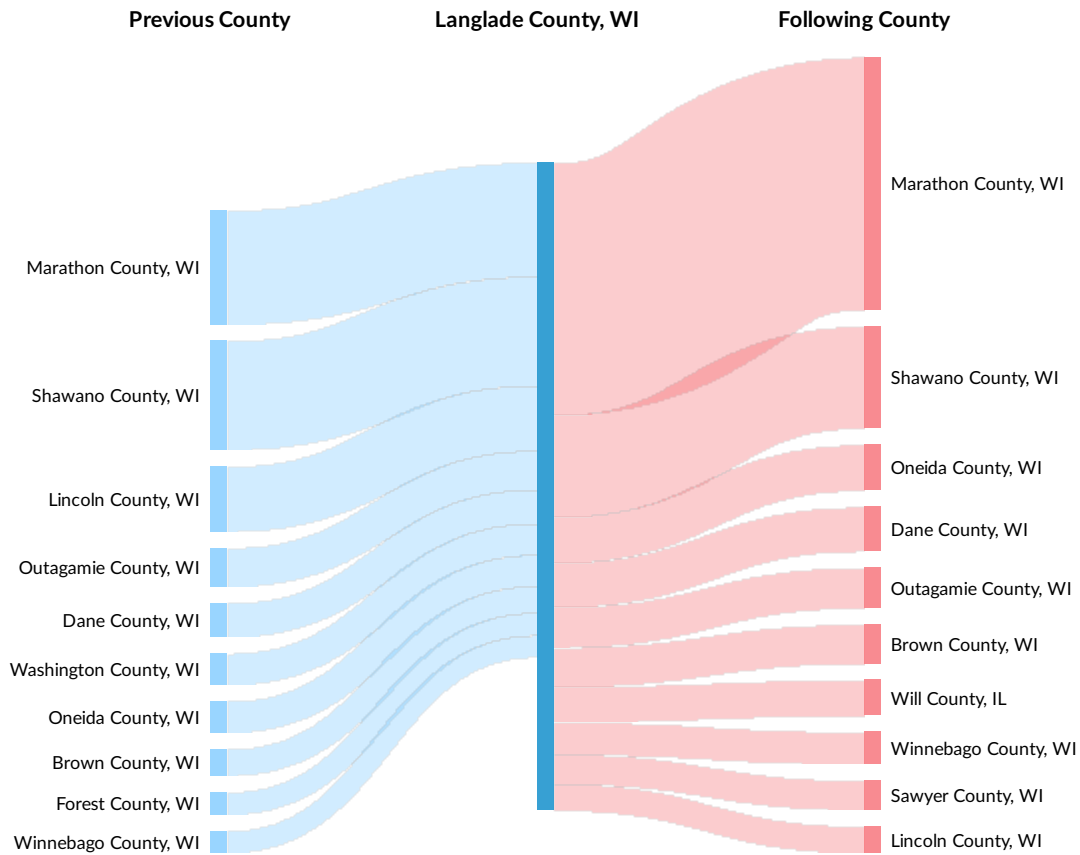 Previous County
Langlade County, WI
Following County
Marathon County, WI
Shawano County, WI
Lincoln County, WI
Outagamie County, WI
Dane County, WI
Washington County, WI
Oneida County, WI
Brown County, WI
Forest County, WI
Winnebago County, WI
Marathon County, WI
Shawano County, WI
Oneida County, WI
Dane County, WI
Outagamie County, WI
Brown County, WI
Will County, IL
Winnebago County, WI
Sawyer County, WI
Lincoln County, WI